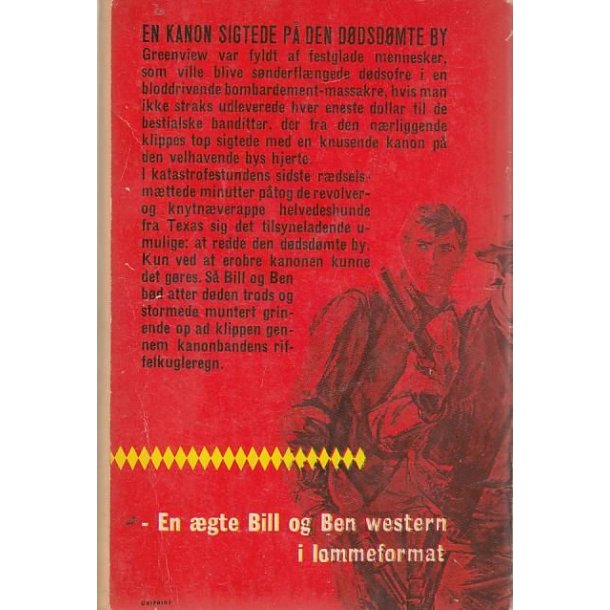 EN KANON SIGTEDE PÅ DEN DØDSDØMTE BY
Greenview var fyldt af festglade mennesker,
som ville blive sønderflængede dødsofre i en
bloddrivende bombardement-massakre, hvis man
ikke straks udleverede hver eneste dollar til de
bestialske banditter, der fra den nærliggende
klippes top sigtede med en knusende kanon på
den velhavende bys hjerte.
I katastrofestundens sidste rædsels-
mættede minutter påtog de revolver-
og knytnæverappe helvedeshunde
fra Texas sig det tilsyneladende u-
mulige: at redde den dødsdømte by.
Kun ved at erobre kanonen kunne
det gøres. Så Bill og Ben
bød atter døden trods og
stormede muntert grin-
ende op ad klippen gen-
nem kanonbandens rif-
felkugleregn.
- En ægte Bill og Ben western
i lommeformat
UNIPRINT